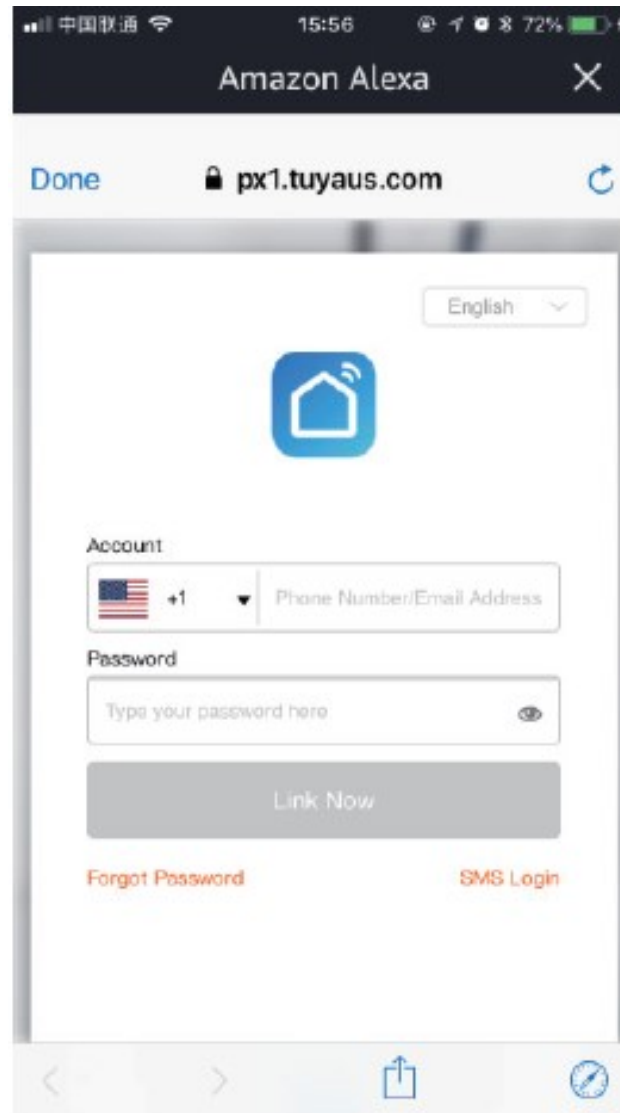 中国联通 15:56 72%
Amazon Alexa
Done px1.tuyaus.com
English
Account
+1 Phone Number/Email Address
Password
Type your password here
Link Now
Forgot Password SMS Login